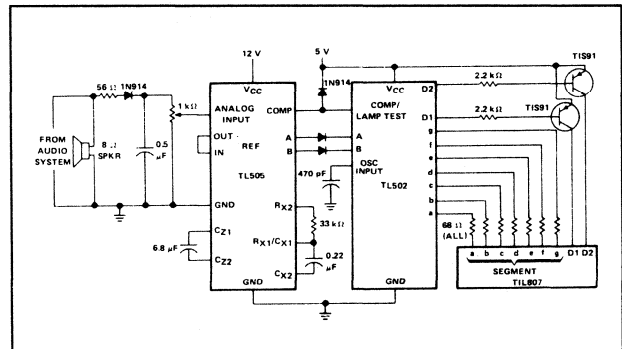 12 V
5 V
TIS91
56 Ω 1N914
1N914
2.2 kΩ
VCC
VCC
D2
1 kΩ
ANALOG INPUT
COMP
COMP/ LAMP TEST
TIS91
2.2 kΩ
D1
FROM AUDIO SYSTEM
8 Ω SPKR
0.5 μF
OUT
IN
REF
TL505
A
B
A
B
OSC INPUT
470 pF
TL502
g
f
e
d
c
b
a
GND
RX2
33 kΩ
68 Ω (ALL)
6.8 μF
CZ1
CZ2
RX1/CX1
0.22 μF
CX2
GND
GND
a b c d e f g D1 D2
SEGMENT
TIL807